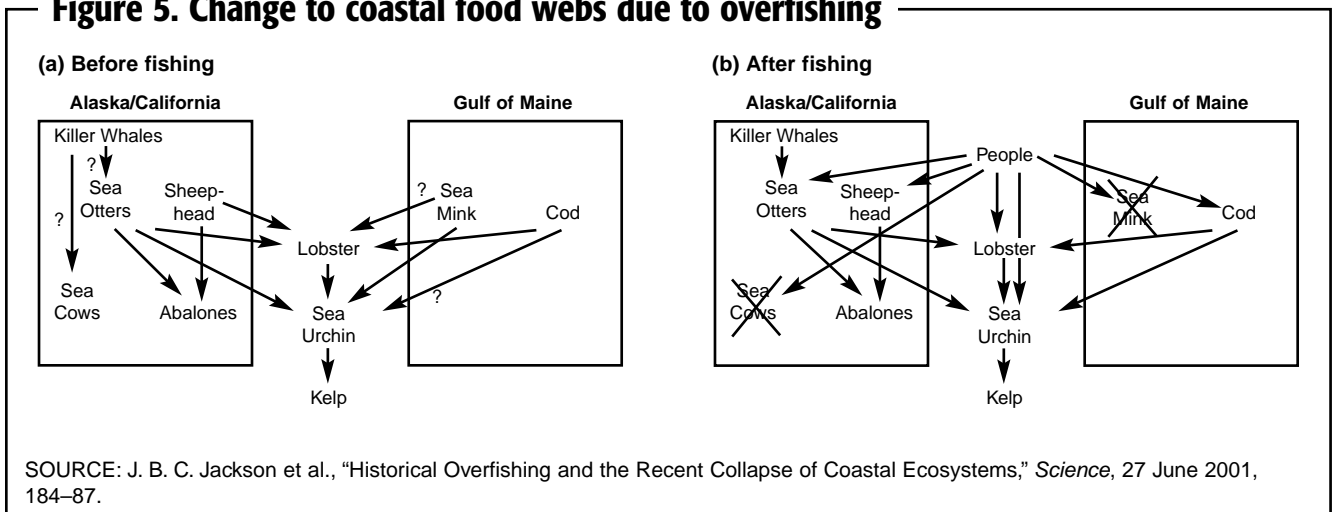 Figure 5. Change to coastal food webs due to overfishing
(a) Before fishing
Alaska/California
Gulf of Maine
Killer Whales
?
Sea
Otters
Sheep-
head
?
Sea
Cows
Abalones
Lobster
Sea
Urchin
Kelp
?
Sea
Mink
Cod
?
(b) After fishing
Alaska/California
Gulf of Maine
Killer Whales
People
Sea
Otters
Sheep-
head
Sea
Mink
Cod
Lobster
Sea
Cows
Abalones
Sea
Urchin
Kelp
SOURCE: J. B. C. Jackson et al., “Historical Overfishing and the Recent Collapse of Coastal Ecosystems,” Science, 27 June 2001,
184–87.